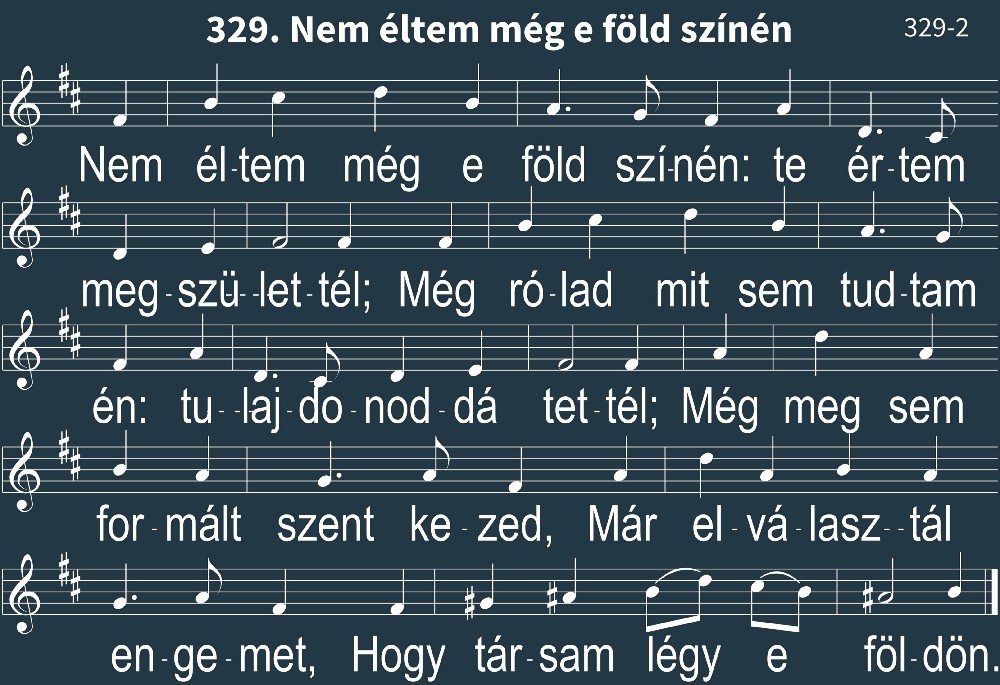 329. Nem éltem még e föld színén
329-2
Nem él-tem még e föld szí-nén: te ér-tem
meg-szü--let-tél; Még ró-lad mit sem tud-tam
én: tu--laj-do-nod-dá tet-tél; Még meg sem
for-mált szent ke-zed, Már el-vá-lasz--tál
en-ge-met, Hogy tár-sam légy e föl-dön.